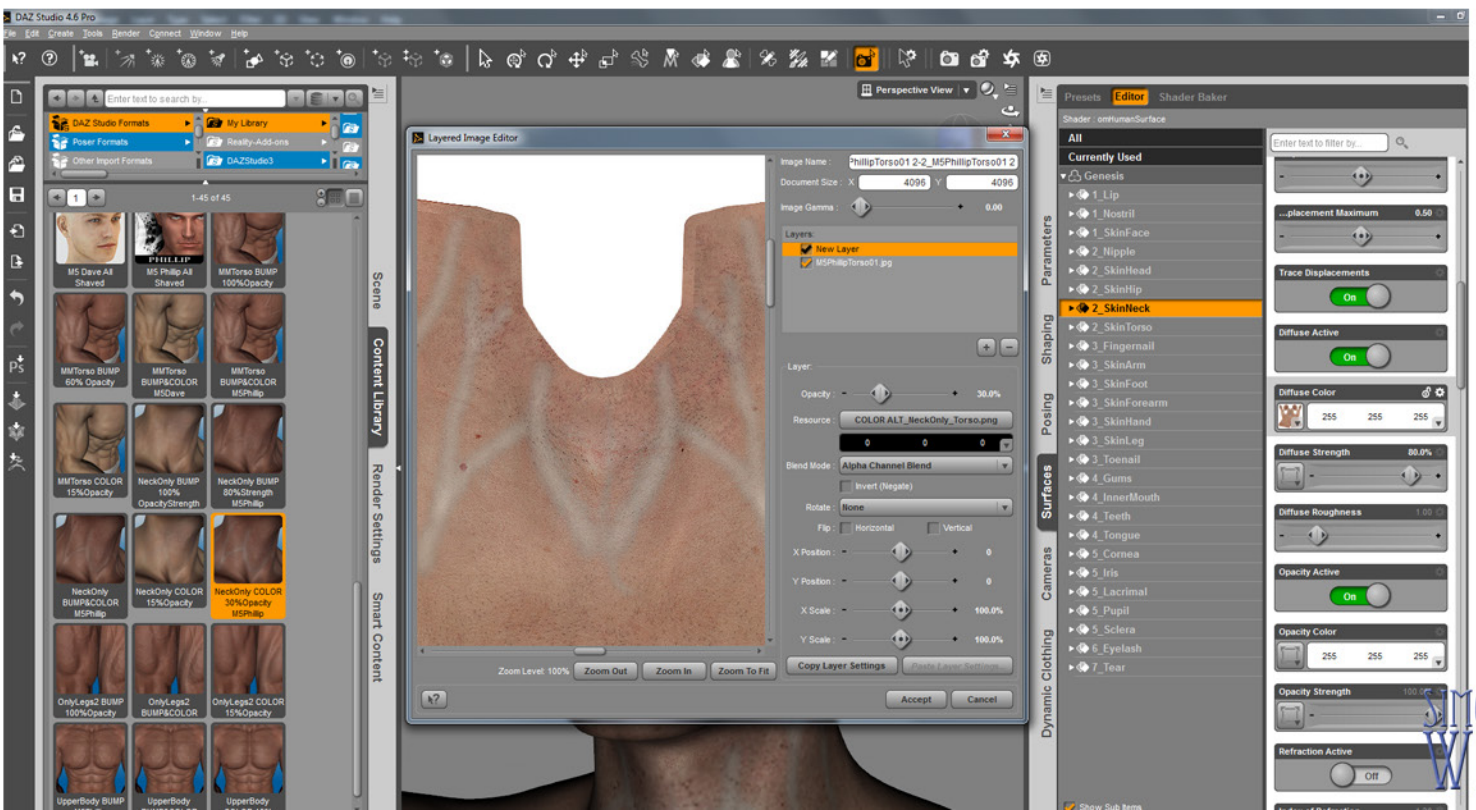 DAZ Studio 4.6 Pro
File Edit Create Tools Render Connect Window Help
Enter text to search by...
DAZ Studio Formats
My Library
Poser Formats
Reality-Add-ons
Other Import Formats
DAZStudio3
1
1-45 of 45
PHILLIP
M5 Dave All Shaved
M5 Phillip All Shaved
MMTorso BUMP 100%Opacity
MMTorso BUMP 60% Opacity
MMTorso BUMP&COLOR M5Dave
MMTorso BUMP&COLOR M5Phillip
MMTorso COLOR 15%Opacity
NeckOnly BUMP 100% OpacityStrength
NeckOnly BUMP 80%Strength M5Phillip
NeckOnly BUMP&COLOR M5Phillip
NeckOnly COLOR 15%Opacity
NeckOnly COLOR 30%Opacity M5Phillip
OnlyLegs2 BUMP 100%Opacity
OnlyLegs2 BUMP&COLOR
OnlyLegs2 COLOR 15%Opacity
UpperBody BUMP
UpperBody
UpperBody
Scene
Content Library
Render Settings
Smart Content
Perspective View
Layered Image Editor
Image Name : PhillipTorso01 2-2_M5PhillipTorso01 2
Document Size : X 4096 Y 4096
Image Gamma : 0.00
Layers:
New Layer
M5PhillipTorso01.jpg
Layer:
Opacity : 30.0%
Resource : COLOR ALT_NeckOnly_Torso.png
0 0 0
Blend Mode : Alpha Channel Blend
Invert (Negate)
Rotate : None
Flip : Horizontal Vertical
X Position : 0
Y Position : 0
X Scale : 100.0%
Y Scale : 100.0%
Zoom Level: 100% Zoom Out Zoom In Zoom To Fit
Copy Layer Settings Paste Layer Settings...
Accept Cancel
Parameters
Shaping
Posing
Surfaces
Cameras
Dynamic Clothing
Presets Editor Shader Baker
Shader : omHumanSurface
All
Currently Used
Genesis
1_Lip
1_Nostril
1_SkinFace
2_Nipple
2_SkinHead
2_SkinHip
2_SkinNeck
2_SkinTorso
3_Fingernail
3_SkinArm
3_SkinFoot
3_SkinForearm
3_SkinHand
3_SkinLeg
3_Toenail
4_Gums
4_InnerMouth
4_Teeth
4_Tongue
5_Cornea
5_Iris
5_Lacrimal
5_Pupil
5_Sclera
6_Eyelash
7_Tear
Show Sub Items
Enter text to filter by...
...placement Maximum 0.50
Trace Displacements
On
Diffuse Active
On
Diffuse Color
255 255 255
Diffuse Strength 80.0%
Diffuse Roughness 1.00
Opacity Active
On
Opacity Color
255 255 255
Opacity Strength 100.0%
Refraction Active
Off